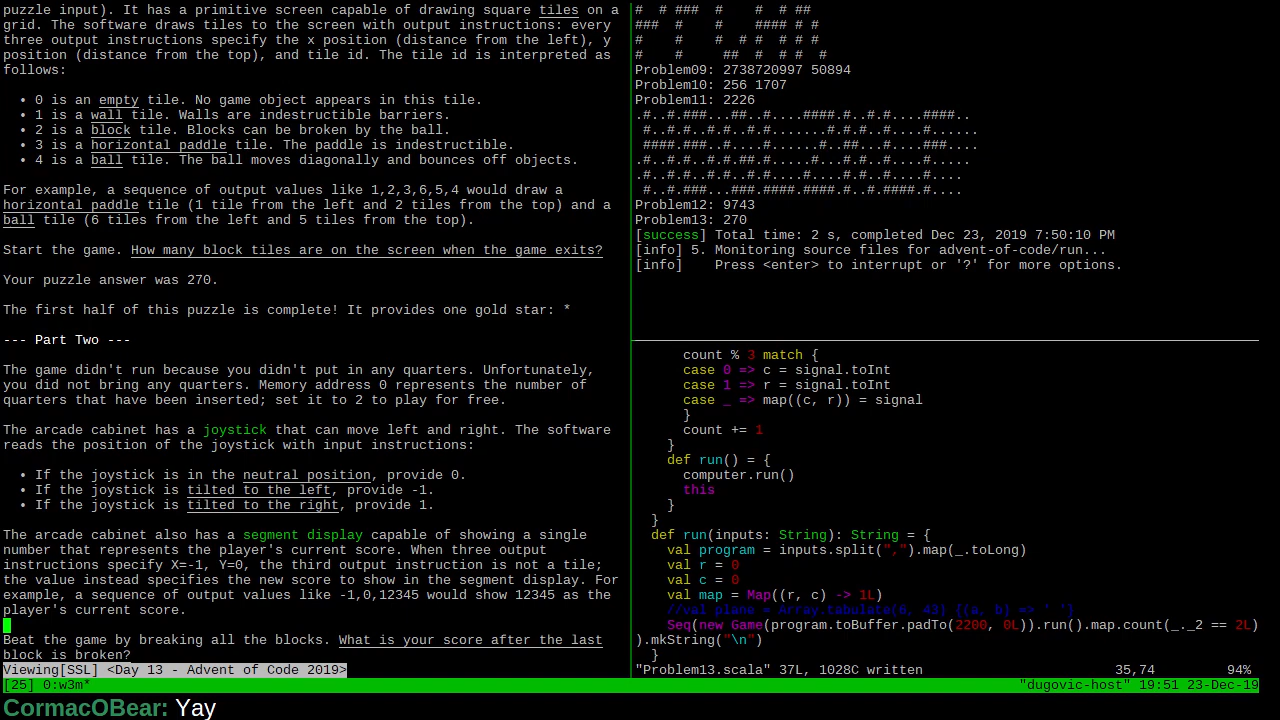 puzzle input). It has a primitive screen capable of drawing square tiles on a
grid. The software draws tiles to the screen with output instructions: every
three output instructions specify the x position (distance from the left), y
position (distance from the top), and tile id. The tile id is interpreted as
follows:
• 0 is an empty tile. No game object appears in this tile.
• 1 is a wall tile. Walls are indestructible barriers.
• 2 is a block tile. Blocks can be broken by the ball.
• 3 is a horizontal paddle tile. The paddle is indestructible.
• 4 is a ball tile. The ball moves diagonally and bounces off objects.
For example, a sequence of output values like 1,2,3,6,5,4 would draw a
horizontal paddle tile (1 tile from the left and 2 tiles from the top) and a
ball tile (6 tiles from the left and 5 tiles from the top).
Start the game. How many block tiles are on the screen when the game exits?
Your puzzle answer was 270.
The first half of this puzzle is complete! It provides one gold star: *
--- Part Two ---
The game didn't run because you didn't put in any quarters. Unfortunately,
you did not bring any quarters. Memory address 0 represents the number of
quarters that have been inserted; set it to 2 to play for free.
The arcade cabinet has a joystick that can move left and right. The software
reads the position of the joystick with input instructions:
• If the joystick is in the neutral position, provide 0.
• If the joystick is tilted to the left, provide -1.
• If the joystick is tilted to the right, provide 1.
The arcade cabinet also has a segment display capable of showing a single
number that represents the player's current score. When three output
instructions specify X=-1, Y=0, the third output instruction is not a tile;
the value instead specifies the new score to show in the segment display. For
example, a sequence of output values like -1,0,12345 would show 12345 as the
player's current score.
Beat the game by breaking all the blocks. What is your score after the last
block is broken?
Viewing[SSL] <Day 13 - Advent of Code 2019>
#  # ###  #    #  # ##
###  #    #    #### # #
#    #    #  # #  # # #
#    #     ##  #  # #  #
Problem09: 2738720997 50894
Problem10: 256 1707
Problem11: 2226
.#..#.###...##..#....####.#..#.#....####..
 #..#.#..#.#..#.#.......#.#.#..#....#......
 ####.###..#....#......#..##...#....###....
.#..#.#..#.#.##.#.....#...#.#..#....#.....
.#..#.#..#.#..#.#....#....#.#..#....#....
 #..#.###...###.####.####.#..#.####.#....
Problem12: 9743
Problem13: 270
[success] Total time: 2 s, completed Dec 23, 2019 7:50:10 PM
[info] 5. Monitoring source files for advent-of-code/run...
[info]    Press <enter> to interrupt or '?' for more options.
count % 3 match {
case 0 => c = signal.toInt
case 1 => r = signal.toInt
case _ => map((c, r)) = signal
}
count += 1
}
def run() = {
computer.run()
this
}
}
def run(inputs: String): String = {
val program = inputs.split(",").map(_.toLong)
val r = 0
val c = 0
val map = Map((r, c) -> 1L)
//val plane = Array.tabulate(6, 43) {(a, b) => ' '}
Seq(new Game(program.toBuffer.padTo(2200, 0L)).run().map.count(_._2 == 2L)
).mkString("\n")
}
"Problem13.scala" 37L, 1028C written 35,74 94%
[25] 0:w3m* "dugovic-host" 19:51 23-Dec-19
CormacOBear: Yay